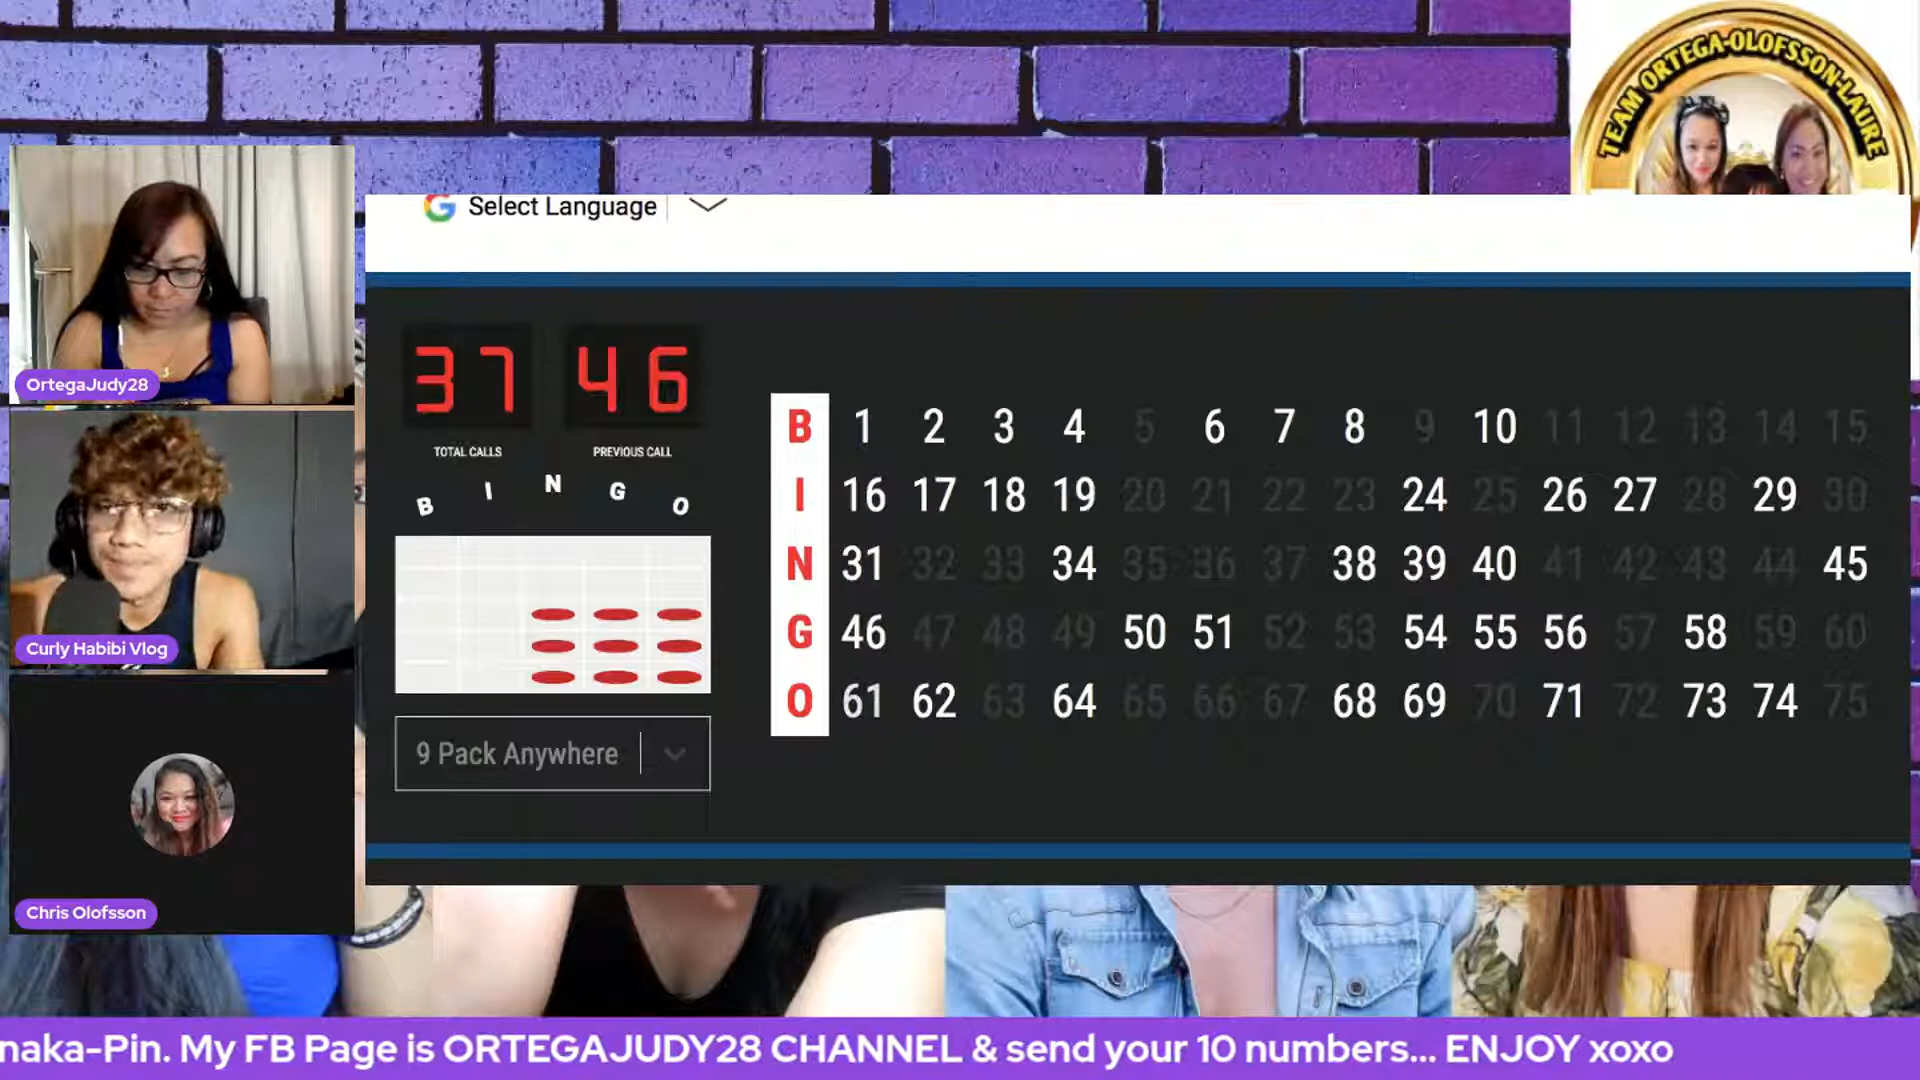 TEAM ORTEGA-OLOFSSON-LAURE
Select Language
37 46
TOTAL CALLS PREVIOUS CALL
B I N G O
9 Pack Anywhere
B 1 2 3 4 5 6 7 8 9 10 11 12 13 14 15
I 16 17 18 19 20 21 22 23 24 25 26 27 28 29 30
N 31 32 33 34 35 36 37 38 39 40 41 42 43 44 45
G 46 47 48 49 50 51 52 53 54 55 56 57 58 59 60
O 61 62 63 64 65 66 67 68 69 70 71 72 73 74 75
OrtegaJudy28
Curly Habibi Vlog
Chris Olofsson
naka-Pin. My FB Page is ORTEGAJUDY28 CHANNEL & send your 10 numbers... ENJOY xoxo